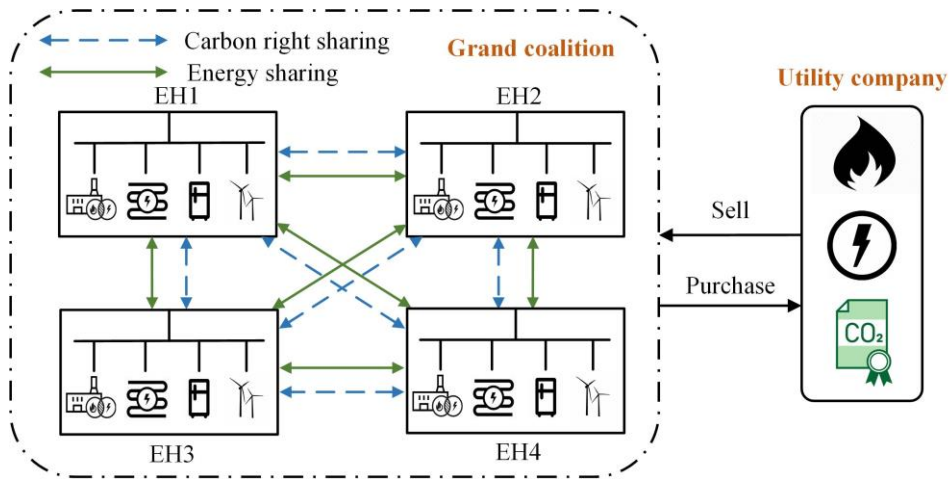 Carbon right sharing
Grand coalition
Energy sharing
Utility company
EH1
EH2
Sell
Purchase
CO₂
EH3
EH4